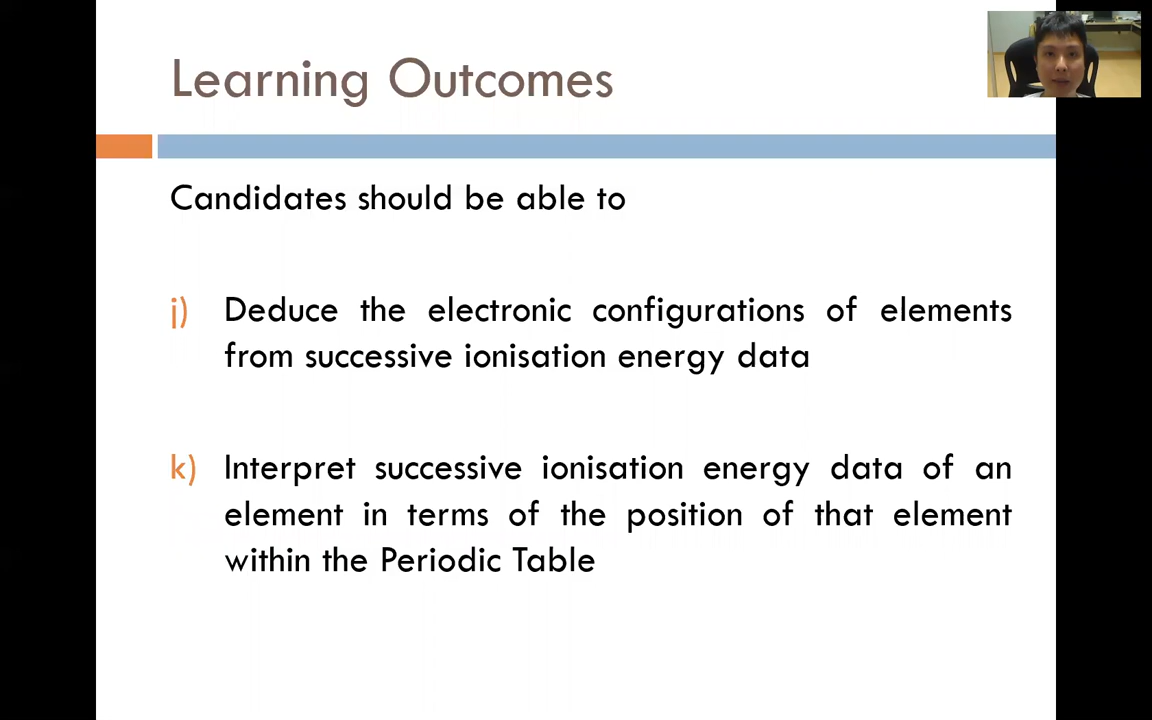 Learning Outcomes
Candidates should be able to
j) Deduce the electronic configurations of elements
from successive ionisation energy data
k) Interpret successive ionisation energy data of an
element in terms of the position of that element
within the Periodic Table